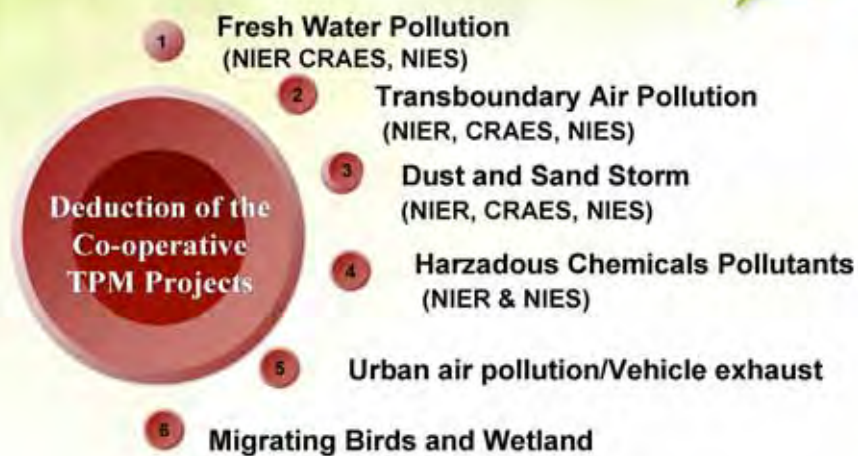 1
Fresh Water Pollution
(NIER CRAES, NIES)
2
Transboundary Air Pollution
(NIER, CRAES, NIES)
3
Dust and Sand Storm
(NIER, CRAES, NIES)
Deduction of the
Co-operative
TPM Projects
4
Harzadous Chemicals Pollutants
(NIER & NIES)
5
Urban air pollution/Vehicle exhaust
6
Migrating Birds and Wetland